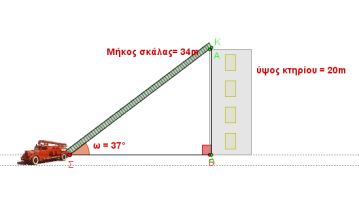 Κ
Μήκος σκάλας= 34m
Α
ύψος κτηρίου = 20m
ω = 37°
Σ
Β